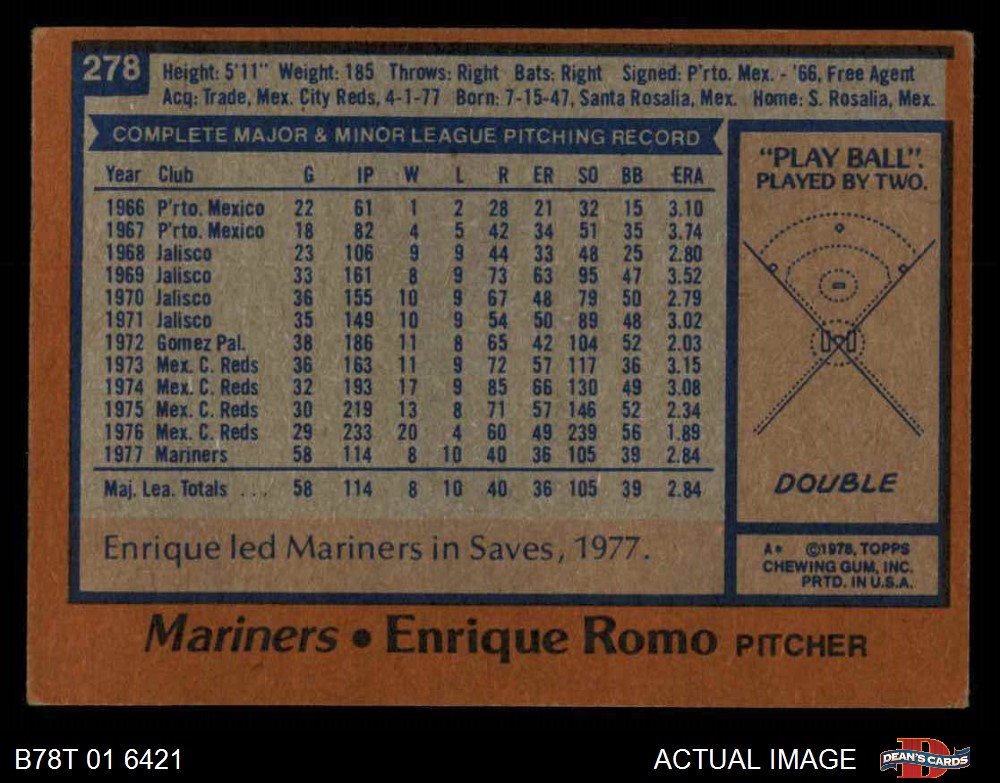 278
Height: 5'11" Weight: 185 Throws: Right Bats: Right Signed: P'rto. Mex. - '66, Free Agent
Acq: Trade, Mex. City Reds, 4-1-77 Born: 7-15-47, Santa Rosalia, Mex. Home: S. Rosalia, Mex.
COMPLETE MAJOR & MINOR LEAGUE PITCHING RECORD
Year Club G IP W L R ER SO BB ERA
1966 P'rto. Mexico 22 61 1 2 28 21 32 15 3.10
1967 P'rto. Mexico 18 82 4 5 42 34 51 35 3.74
1968 Jalisco 23 106 9 9 44 33 48 25 2.80
1969 Jalisco 33 161 8 9 73 63 95 47 3.52
1970 Jalisco 36 155 10 9 67 48 79 50 2.79
1971 Jalisco 35 149 10 9 54 50 89 48 3.02
1972 Gomez Pal. 38 186 11 8 65 42 104 52 2.03
1973 Mex. C. Reds 36 163 11 9 72 57 117 36 3.15
1974 Mex. C. Reds 32 193 17 9 85 66 130 49 3.08
1975 Mex. C. Reds 30 219 13 8 71 57 146 52 2.34
1976 Mex. C. Reds 29 233 20 4 60 49 239 56 1.89
1977 Mariners 58 114 8 10 40 36 105 39 2.84
Maj. Lea. Totals ... 58 114 8 10 40 36 105 39 2.84
Enrique led Mariners in Saves, 1977.
"PLAY BALL".
PLAYED BY TWO.
DOUBLE
A* ©1978, TOPPS
CHEWING GUM, INC.
PRTD. IN U.S.A.
Mariners • Enrique Romo PITCHER
B78T 01 6421
ACTUAL IMAGE
D
DEAN'S CARDS